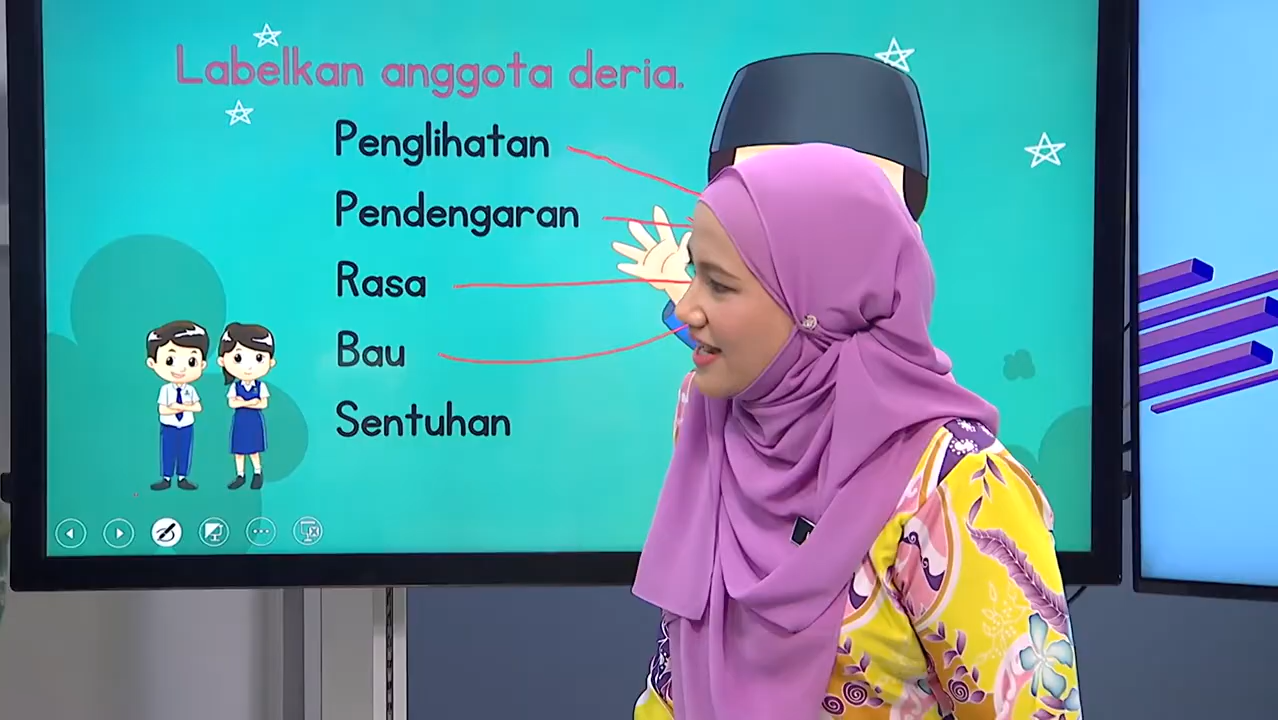 Labelkan anggota deria.
Penglihatan
Pendengaran
Rasa
Bau
Sentuhan